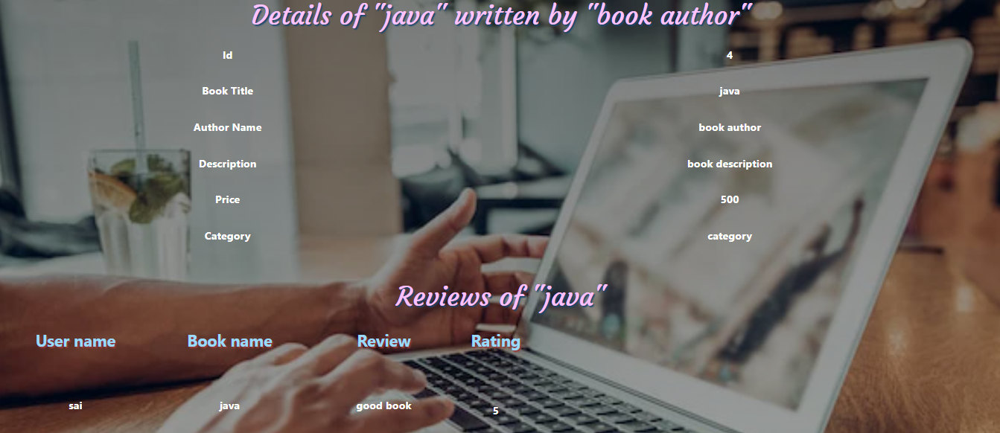 Details of "java" written by "book author"
Id 4
Book Title java
Author Name book author
Description book description
Price 500
Category category
Reviews of "java"
User name Book name Review Rating
sai java good book 5